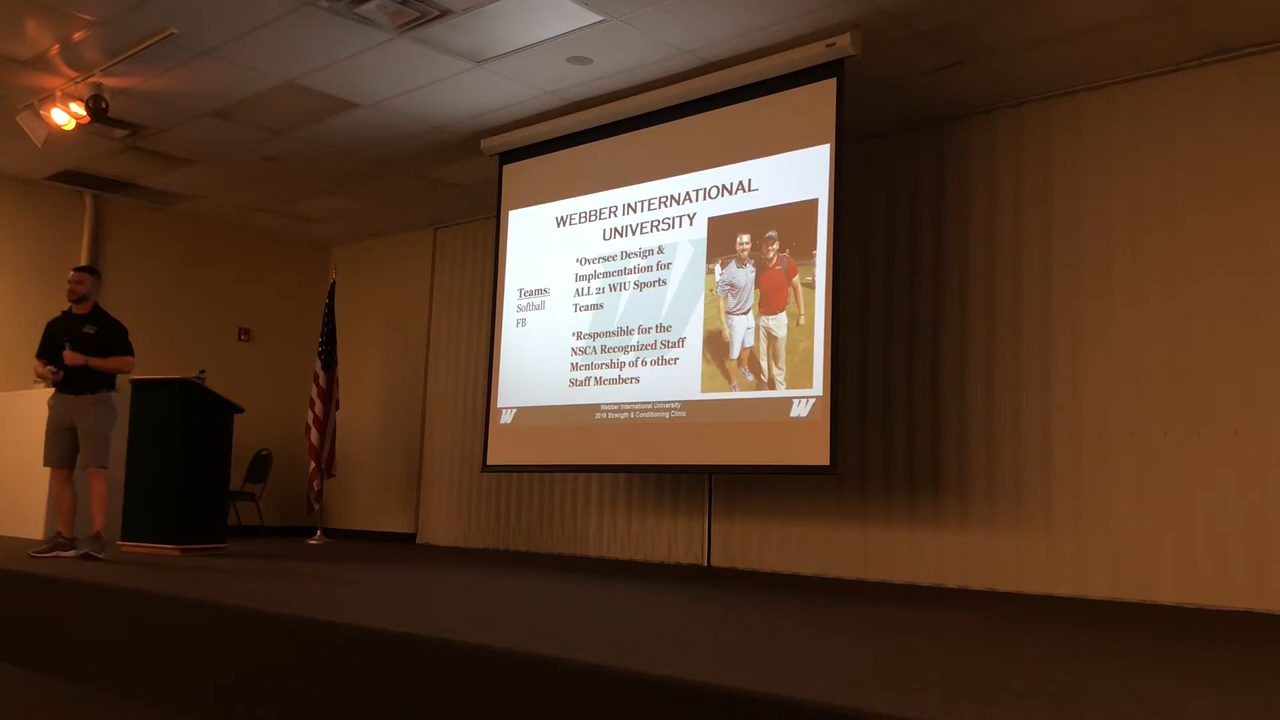 WEBBER INTERNATIONAL
UNIVERSITY
Teams:
Softball
FB
*Oversee Design &
Implementation for
ALL 21 WIU Sports
Teams
*Responsible for the
NSCA Recognized Staff
Mentorship of 6 other
Staff Members
W
Webber International University
2019 Strength & Conditioning Clinic
W